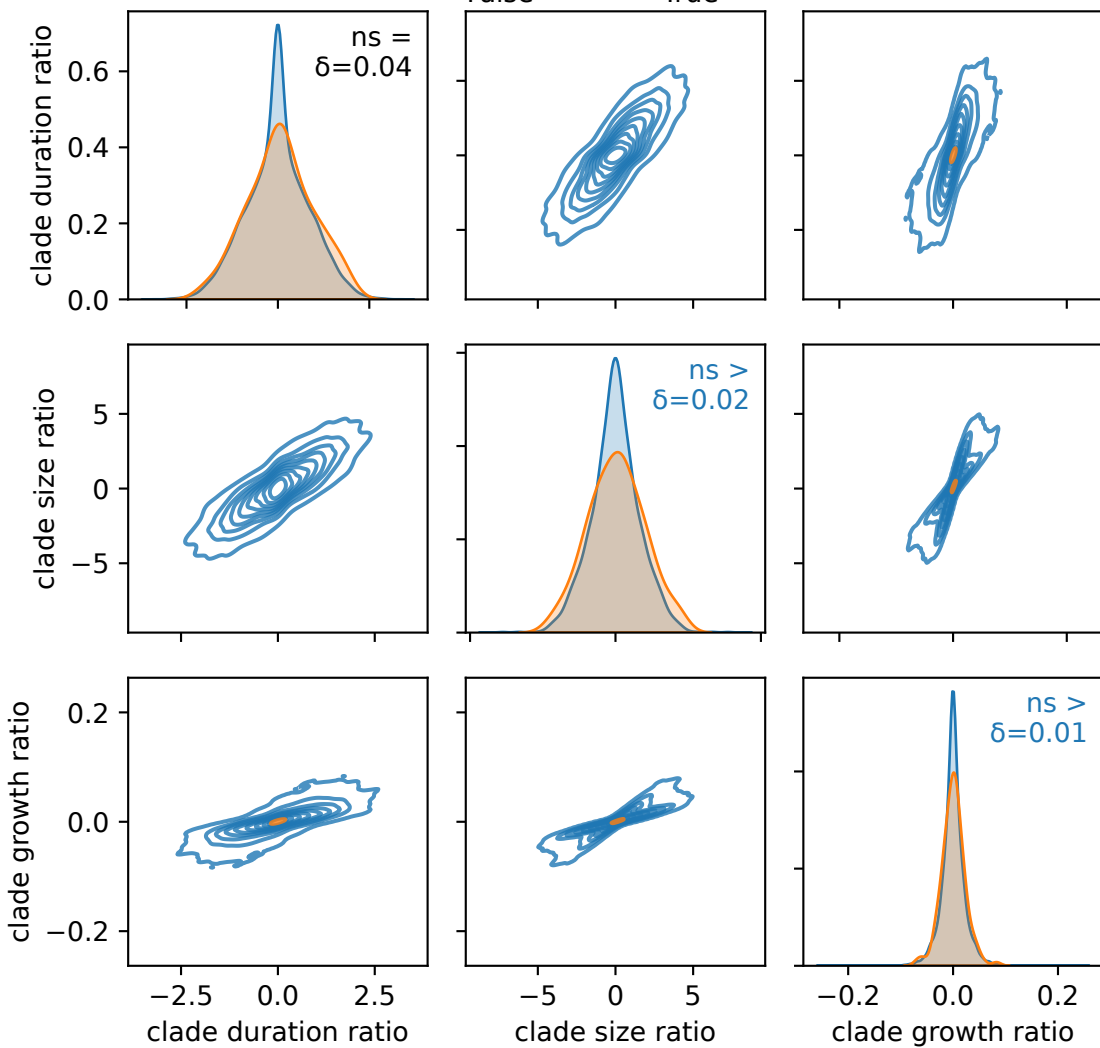 True
clade duration ratio
0.6
0.4
0.2
0.0
ns =
δ=0.04
clade size ratio
5
0
−5
ns >
δ=0.02
clade growth ratio
0.2
0.0
−0.2
ns >
δ=0.01
−2.5 0.0 2.5
−5 0 5
−0.2 0.0 0.2
clade duration ratio
clade size ratio
clade growth ratio